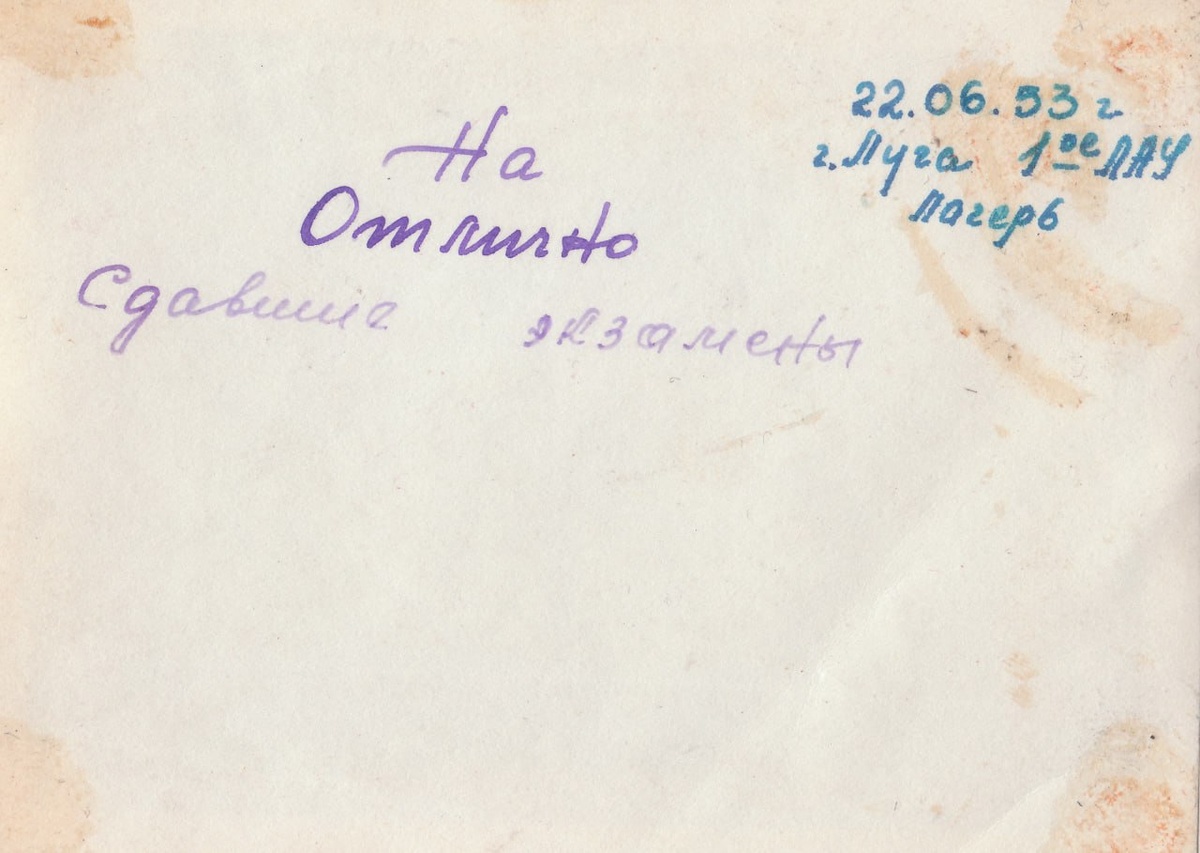 22.06.53 г
г. Луга 1ое ЛАУ
Лагерь
На
Отлично
Сдавшие экзамены